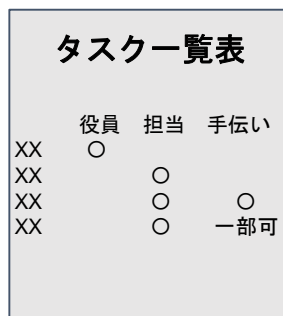 タスク一覧表
役員 担当 手伝い
XX 〇
XX 〇
XX 〇 〇
XX 〇 一部可